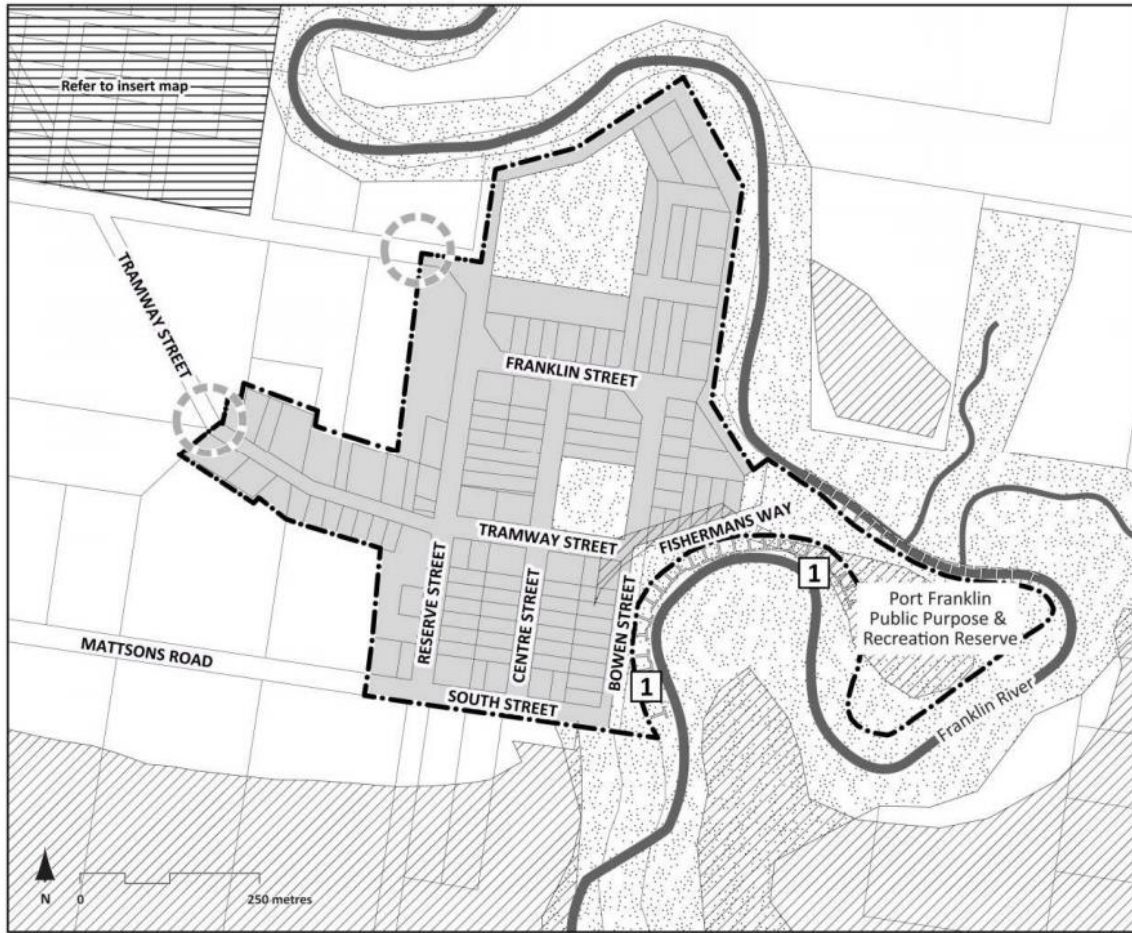 Refer to insert map
TRAMWAY STREET
FRANKLIN STREET
TRAMWAY STREET
FISHERMANS WAY
1
Port Franklin
Public Purpose &
Recreation Reserve
RESERVE STREET
CENTRE STREET
BOWEN STREET
MATTSONS ROAD
SOUTH STREET
1
Franklin River
N
0
250 metres